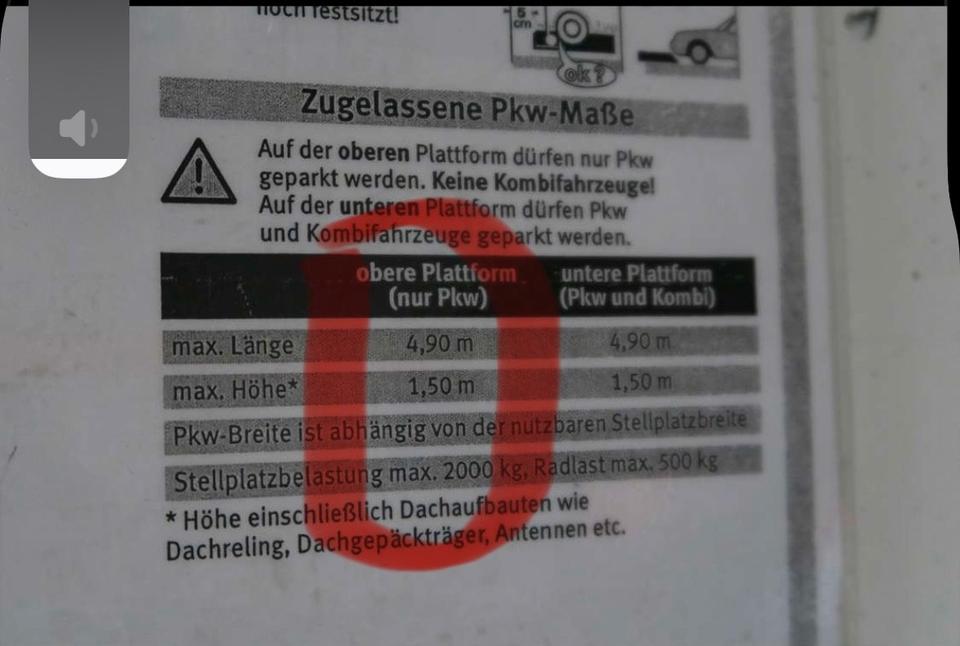 noch festsitzt!
5
cm
ok?
Zugelassene Pkw-Maße
Auf der oberen Plattform dürfen nur Pkw
geparkt werden. Keine Kombifahrzeuge!
Auf der unteren Plattform dürfen Pkw
und Kombifahrzeuge geparkt werden.
obere Plattform untere Plattform
(nur Pkw) (Pkw und Kombi)
max. Länge 4,90 m 4,90 m
max. Höhe* 1,50 m 1,50 m
Pkw-Breite ist abhängig von der nutzbaren Stellplatzbreite
Stellplatzbelastung max. 2000 kg, Radlast max. 500 kg
* Höhe einschließlich Dachaufbauten wie
Dachreling, Dachgepäckträger, Antennen etc.